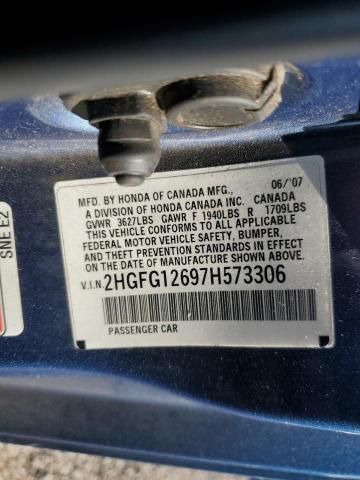 06/'07
MFD. BY HONDA OF CANADA MFG.,
A DIVISION OF HONDA CANADA INC. CANADA
GVWR 3627LBS GAWR F 1940LBS R 1709LBS
THIS VEHICLE CONFORMS TO ALL APPLICABLE
FEDERAL MOTOR VEHICLE SAFETY, BUMPER,
AND THEFT PREVENTION STANDARDS IN EFFECT
ON THE DATE OF MANUFACTURE SHOWN ABOVE.
V.I.N. 2HGFG12697H573306
PASSENGER CAR
SNE E2